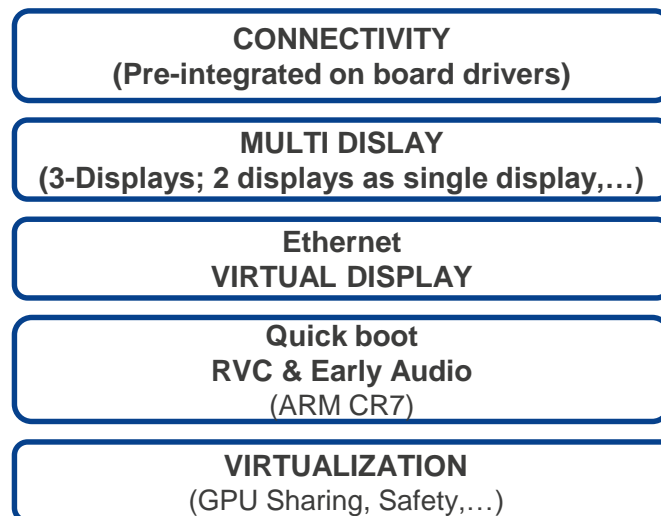 CONNECTIVITY
(Pre-integrated on board drivers)
MULTI DISLAY
(3-Displays; 2 displays as single display,…)
Ethernet
VIRTUAL DISPLAY
Quick boot
RVC & Early Audio
(ARM CR7)
VIRTUALIZATION
(GPU Sharing, Safety,…)